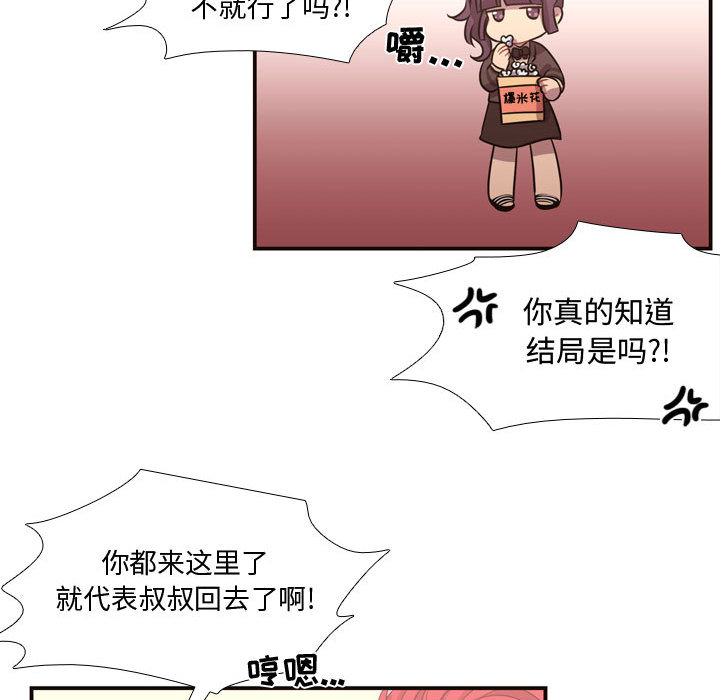 不就行了吗?!
嚼...
爆米花
你真的知道
结局是吗?!
你都来这里了
就代表叔叔回去了啊!
哼嗯...